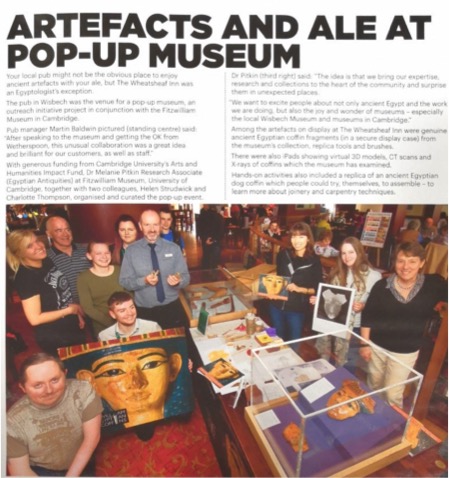 ARTEFACTS AND ALE AT
POP-UP MUSEUM
Your local pub might not be the obvious place to enjoy
ancient artefacts with your ale, but The Wheatsheaf Inn was
an Egyptologist's exception.
The pub in Wisbech was the venue for a pop up museum, an
outreach initiative project in conjunction with the Fitzwilliam
Museum in Cambridge.
Pub manager Martin Baldwin pictured (standing centre) said:
"After speaking to the museum and getting the OK from
Wetherspoon, this unusual collaboration was a great idea
and brilliant for our customers, as well as staff."
With generous funding from Cambridge University's Arts and
Humanities Impact Fund, Dr Melanie Pitkin Research Associate
(Egyptian Antiquities) at Fitzwilliam Museum, University of
Cambridge, together with two colleagues, Helen Strudwick and
Charlotte Thompson, organised and curated the pop-up event.
Dr Pitkin (third right) said: "The idea is that we bring our expertise,
research and collections to the heart of the community and surprise
them in unexpected places.
"We want to excite people about not only ancient Egypt and the work
we are doing, but also the joy and wonder of museums – especially
the local Wisbech Museum and museums in Cambridge."
Among the artefacts on display at The Wheatsheaf Inn were genuine
ancient Egyptian coffin fragments (in a secure display case) from
the museum's collection, replica tools and brushes.
There were also iPads showing virtual 3D models, CT scans and
X-rays of coffins which the museum has examined.
Hands-on activities also included a replica of an ancient Egyptian
dog coffin which people could try, themselves, to assemble – to
learn more about joinery and carpentry techniques.